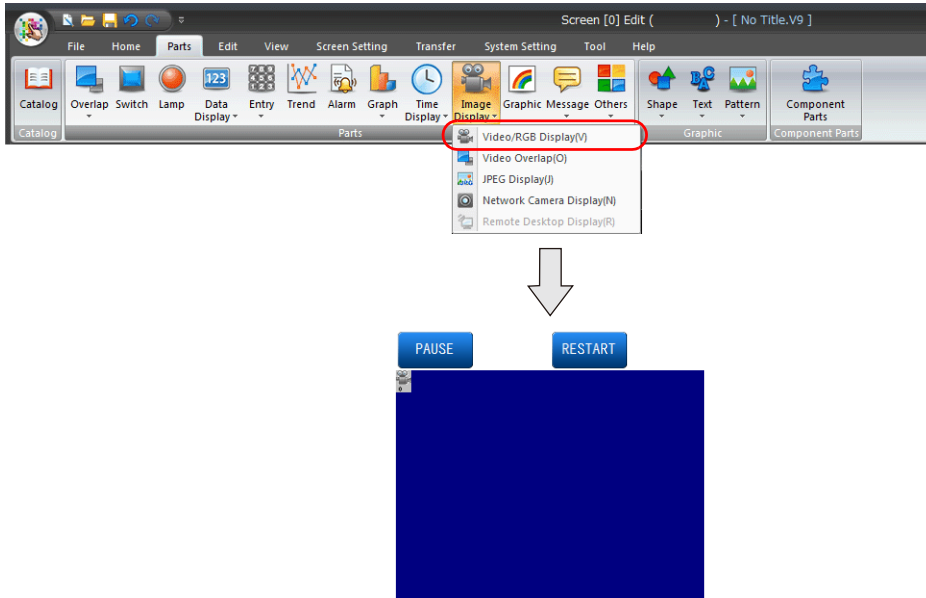 Screen [0] Edit ( ) - [ No Title.V9 ]
File Home Parts Edit View Screen Setting Transfer System Setting Tool Help
Catalog Overlap Switch Lamp Data Display Entry Trend Alarm Graph Time Display Image Display Graphic Message Others Shape Text Pattern Component Parts
Catalog Parts Graphic Component Parts
Video/RGB Display(V)
Video Overlap(O)
JPEG Display(J)
Network Camera Display(N)
Remote Desktop Display(R)
PAUSE RESTART
0